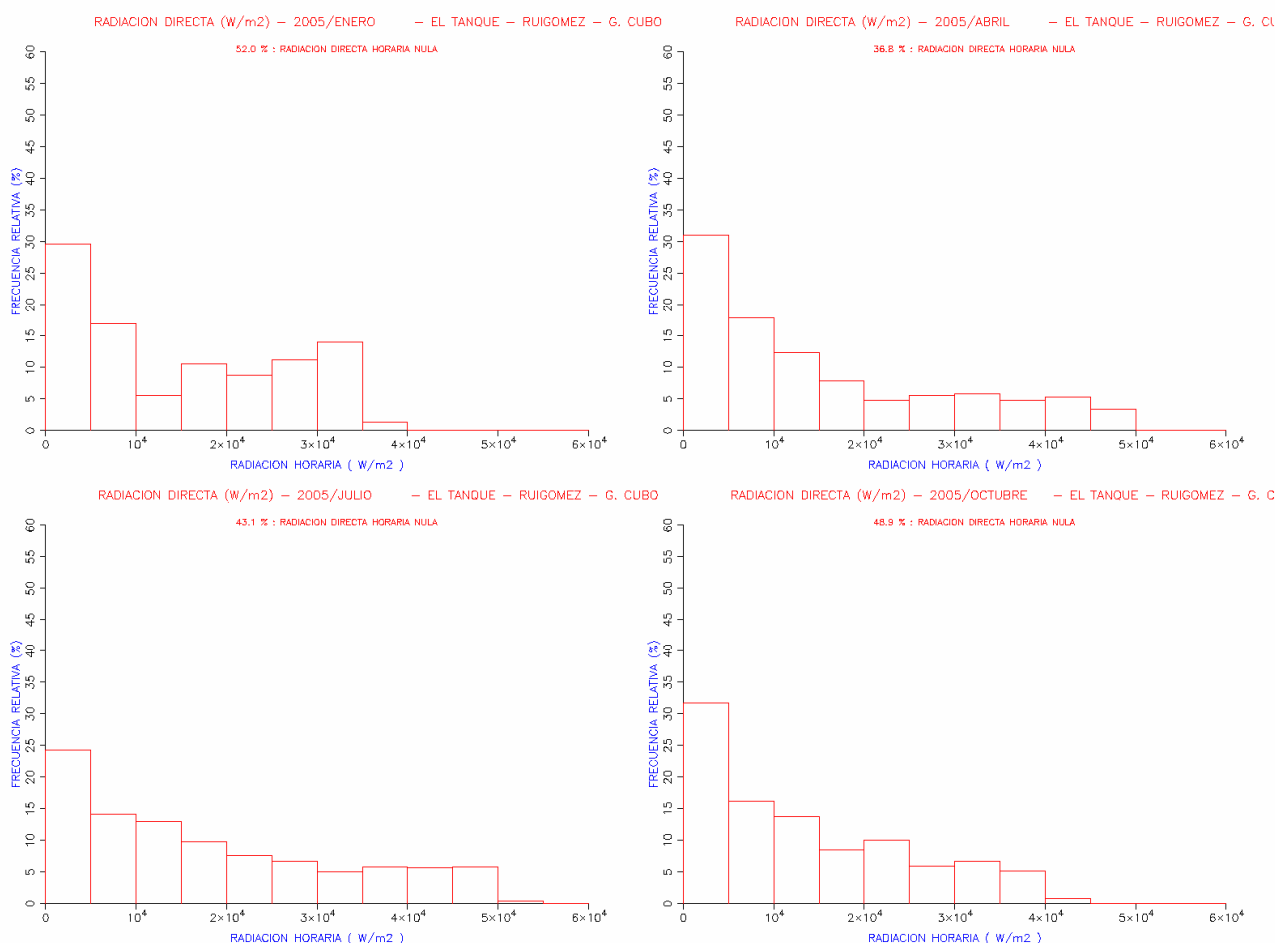 RADIACION DIRECTA (W/m2) – 2005/ENERO – EL TANQUE – RUIGOMEZ – G. CUBO
52.0 % : RADIACION DIRECTA HORARIA NULA
60
55
50
45
40
35
30
25
20
15
10
5
0
FRECUENCIA RELATIVA (%)
0 10⁴ 2×10⁴ 3×10⁴ 4×10⁴ 5×10⁴ 6×10⁴
RADIACION HORARIA ( W/m2 )
RADIACION DIRECTA (W/m2) – 2005/ABRIL – EL TANQUE – RUIGOMEZ – G. CU
36.8 % : RADIACION DIRECTA HORARIA NULA
60
55
50
45
40
35
30
25
20
15
10
5
0
FRECUENCIA RELATIVA (%)
0 10⁴ 2×10⁴ 3×10⁴ 4×10⁴ 5×10⁴ 6×10⁴
RADIACION HORARIA ( W/m2 )
RADIACION DIRECTA (W/m2) – 2005/JULIO – EL TANQUE – RUIGOMEZ – G. CUBO
43.1 % : RADIACION DIRECTA HORARIA NULA
60
55
50
45
40
35
30
25
20
15
10
5
0
FRECUENCIA RELATIVA (%)
0 10⁴ 2×10⁴ 3×10⁴ 4×10⁴ 5×10⁴ 6×10⁴
RADIACION HORARIA ( W/m2 )
RADIACION DIRECTA (W/m2) – 2005/OCTUBRE – EL TANQUE – RUIGOMEZ – G. C
48.9 % : RADIACION DIRECTA HORARIA NULA
60
55
50
45
40
35
30
25
20
15
10
5
0
FRECUENCIA RELATIVA (%)
0 10⁴ 2×10⁴ 3×10⁴ 4×10⁴ 5×10⁴ 6×10⁴
RADIACION HORARIA ( W/m2 )